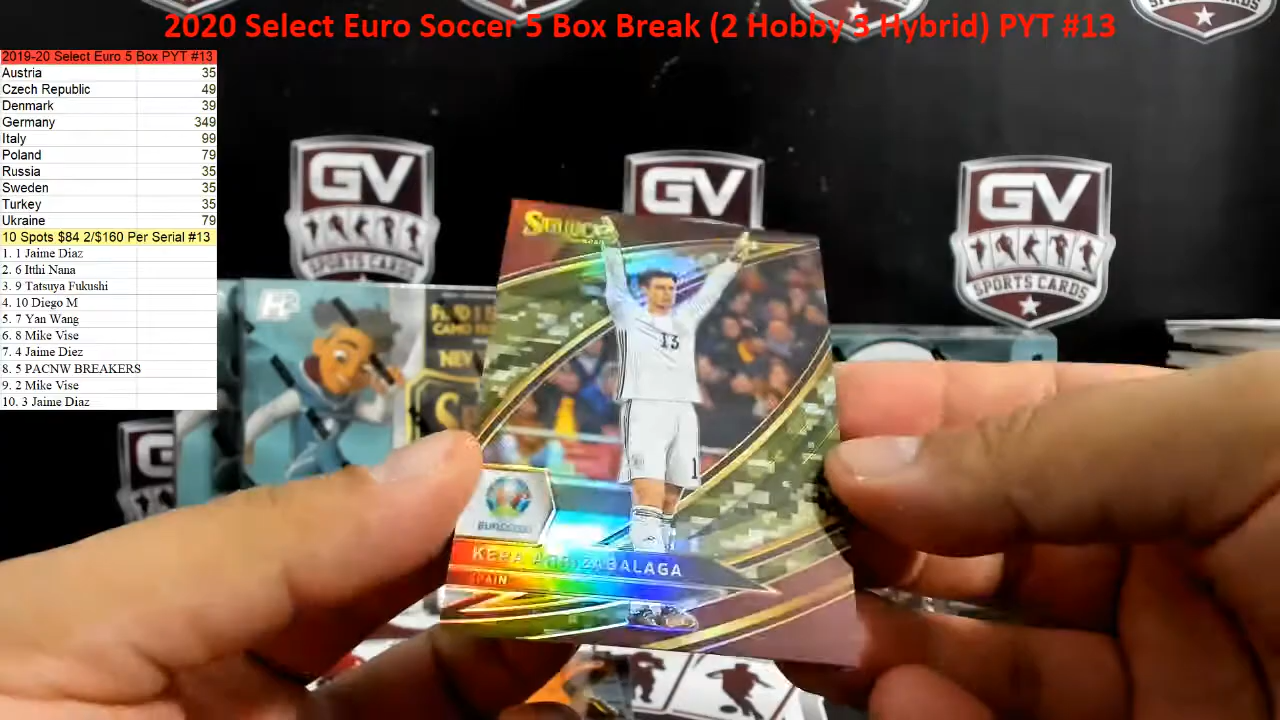 2020 Select Euro Soccer 5 Box Break (2 Hobby 3 Hybrid) PYT #13
2019-20 Select Euro 5 Box PYT #13
Austria 35
Czech Republic 49
Denmark 39
Germany 349
Italy 99
Poland 79
Russia 35
Sweden 35
Turkey 35
Ukraine 79
10 Spots $84 2/$160 Per Serial #13
1. 1 Jaime Diaz
2. 6 Itthi Nana
3. 9 Tatsuya Fukushi
4. 10 Diego M
5. 7 Yan Wang
6. 8 Mike Vise
7. 4 Jaime Diez
8. 5 PACNW BREAKERS
9. 2 Mike Vise
10. 3 Jaime Diaz
GV
SPORTS CARDS
GV
GV
SPORTS CARDS
H2
SELECT
13
1
EURO2020
KEPA ARRIZABALAGA
SPAIN